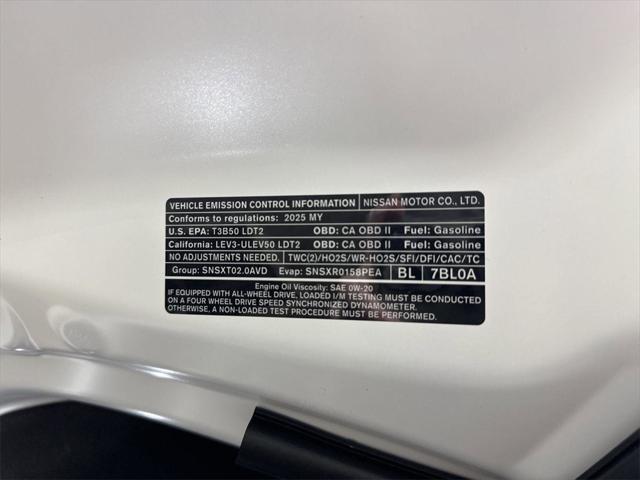 VEHICLE EMISSION CONTROL INFORMATION NISSAN MOTOR CO., LTD.
Conforms to regulations: 2025 MY
U.S. EPA: T3B50 LDT2 OBD: CA OBD II Fuel: Gasoline
California: LEV3-ULEV50 LDT2 OBD: CA OBD II Fuel: Gasoline
NO ADJUSTMENTS NEEDED. TWC(2)/HO2S/WR-HO2S/SFI/DFI/CAC/TC
Group: SNSXT02.0AVD Evap: SNSXR0158PEA BL 7BL0A
Engine Oil Viscosity: SAE 0W-20
IF EQUIPPED WITH ALL-WHEEL DRIVE, LOADED I/M TESTING MUST BE CONDUCTED
ON A FOUR WHEEL DRIVE SPEED SYNCHRONIZED DYNAMOMETER.
OTHERWISE, A NON-LOADED TEST PROCEDURE MUST BE PERFORMED.